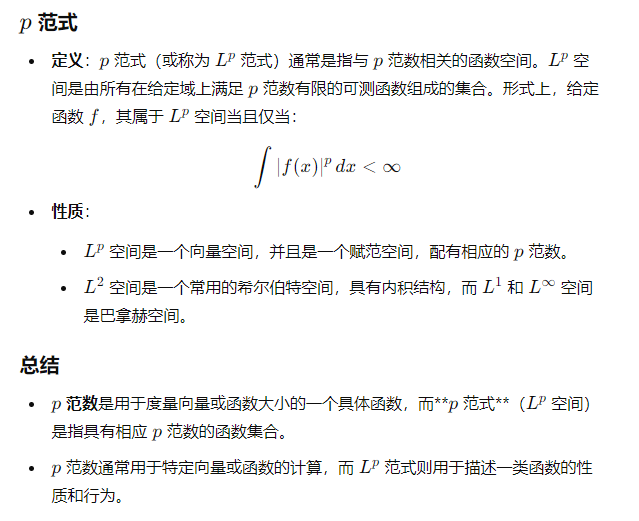 p 范式
• 定义：p 范式（或称为 L^p 范式）通常是指与 p 范数相关的函数空间。L^p 空
间是由所有在给定域上满足 p 范数有限的可测函数组成的集合。形式上，给定
函数 f，其属于 L^p 空间当且仅当：
∫ |f(x)|^p dx < ∞
• 性质：
• L^p 空间是一个向量空间，并且是一个赋范空间，配有相应的 p 范数。
• L^2 空间是一个常用的希尔伯特空间，具有内积结构，而 L^1 和 L^∞ 空间
是巴拿赫空间。
总结
• p 范数是用于度量向量或函数大小的一个具体函数，而**p 范式**（L^p 空间）
是指具有相应 p 范数的函数集合。
• p 范数通常用于特定向量或函数的计算，而 L^p 范式则用于描述一类函数的性
质和行为。